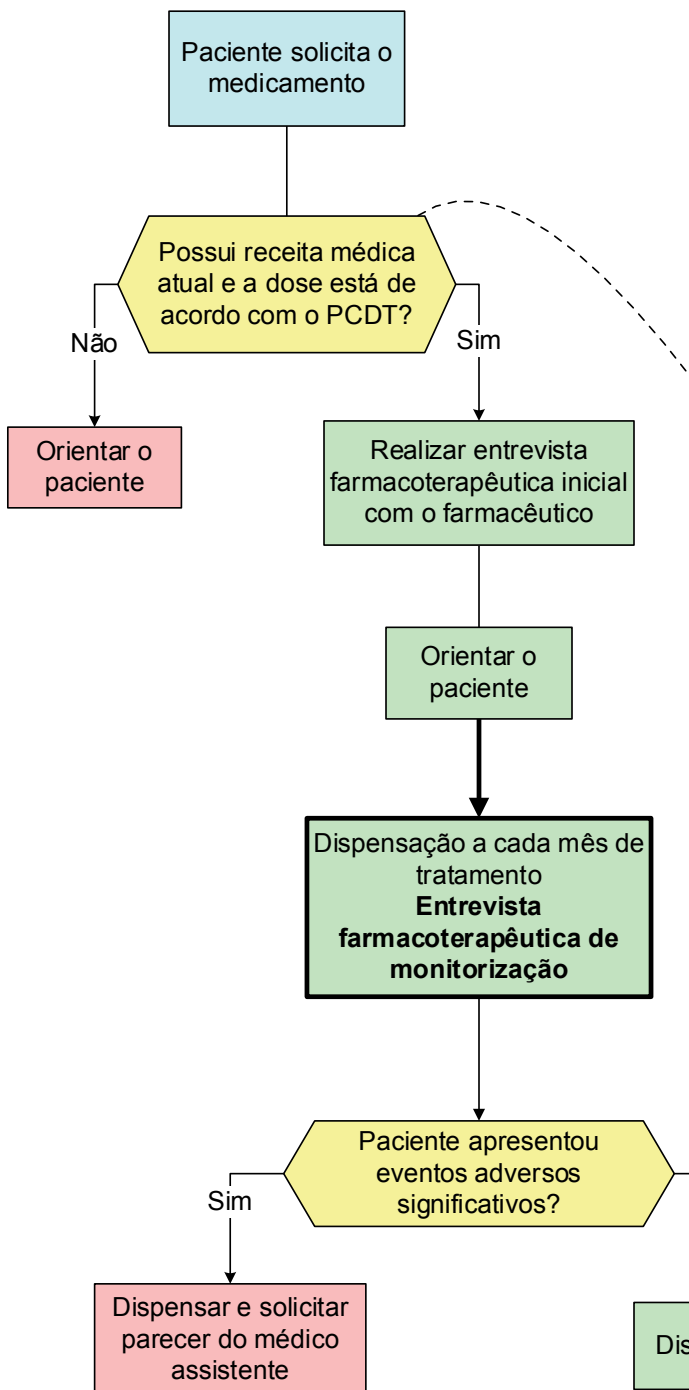 Paciente solicita o
medicamento
Possui receita médica
atual e a dose está de
acordo com o PCDT?
Não
Sim
Orientar o
paciente
Realizar entrevista
farmacoterapêutica inicial
com o farmacêutico
Orientar o
paciente
Dispensação a cada mês de
tratamento
Entrevista
farmacoterapêutica de
monitorização
Paciente apresentou
eventos adversos
significativos?
Sim
Dispensar e solicitar
parecer do médico
assistente
Dis